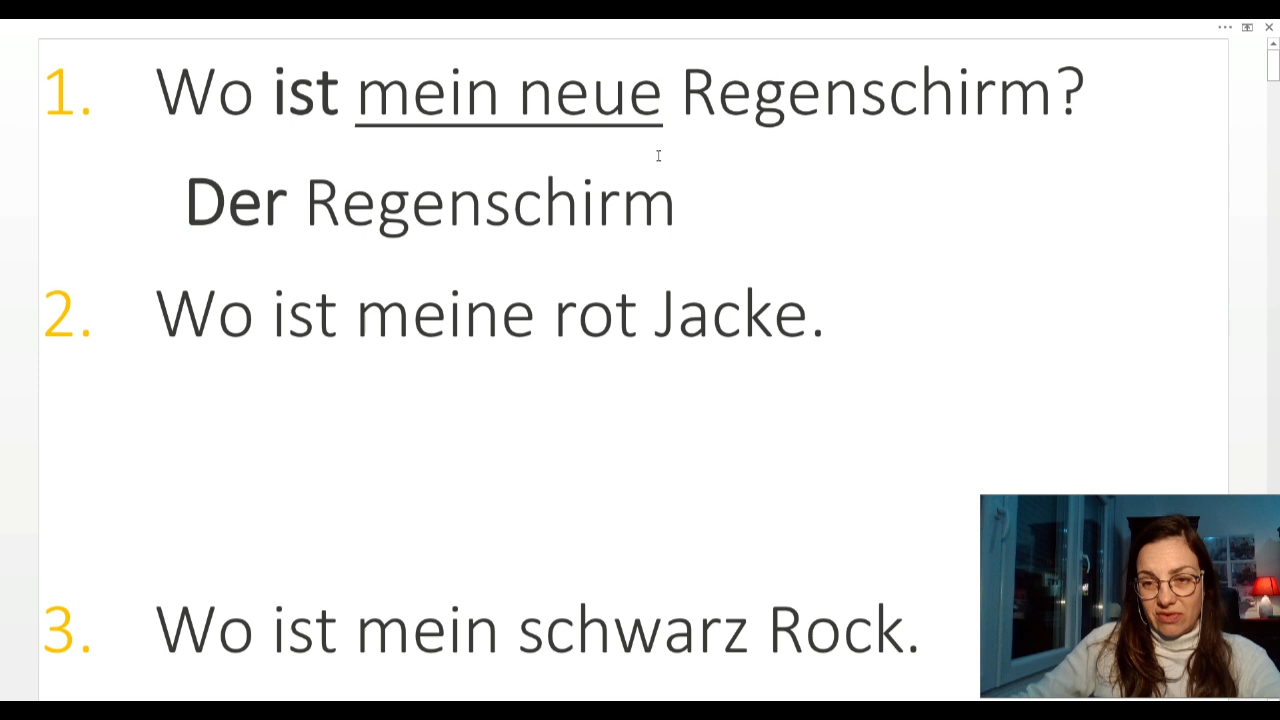 1. Wo ist mein neue Regenschirm?
Der Regenschirm
2. Wo ist meine rot Jacke.
3. Wo ist mein schwarz Rock.